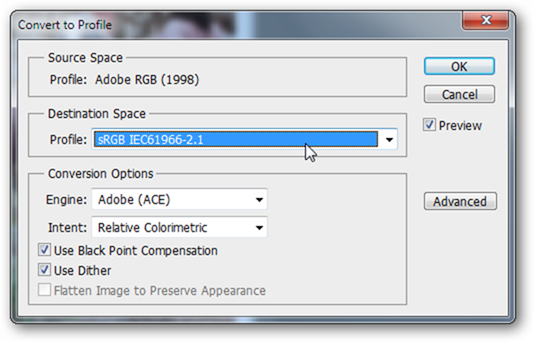 Convert to Profile
Source Space
Profile: Adobe RGB (1998)
OK
Cancel
Destination Space
Profile: sRGB IEC61966-2.1
Preview
Conversion Options
Engine: Adobe (ACE)
Advanced
Intent: Relative Colorimetric
Use Black Point Compensation
Use Dither
Flatten Image to Preserve Appearance